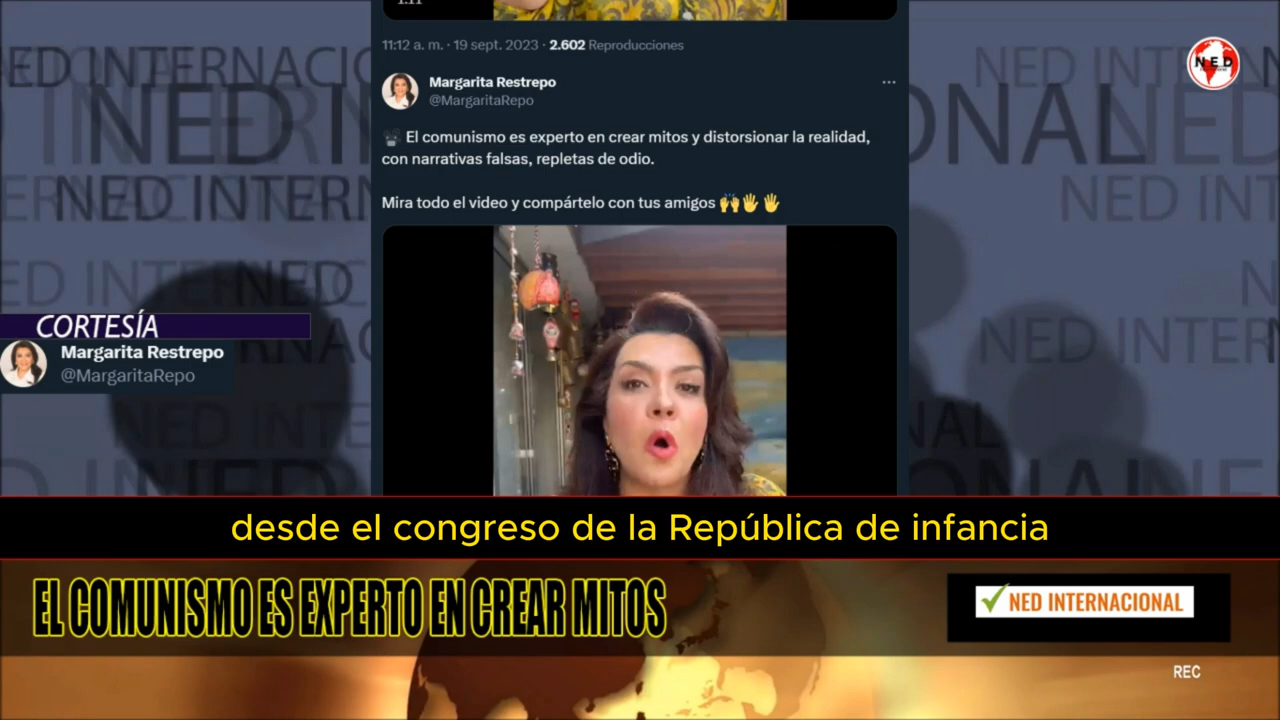 1:11
11:12 a. m. · 19 sept. 2023 · 2.602 Reproducciones
Margarita Restrepo
@MargaritaRepo
El comunismo es experto en crear mitos y distorsionar la realidad,
con narrativas falsas, repletas de odio.
Mira todo el video y compártelo con tus amigos 🙌🖐🖐
NED
CORTESÍA
Margarita Restrepo
@MargaritaRepo
desde el congreso de la República de infancia
EL COMUNISMO ES EXPERTO EN CREAR MITOS
NED INTERNACIONAL
REC